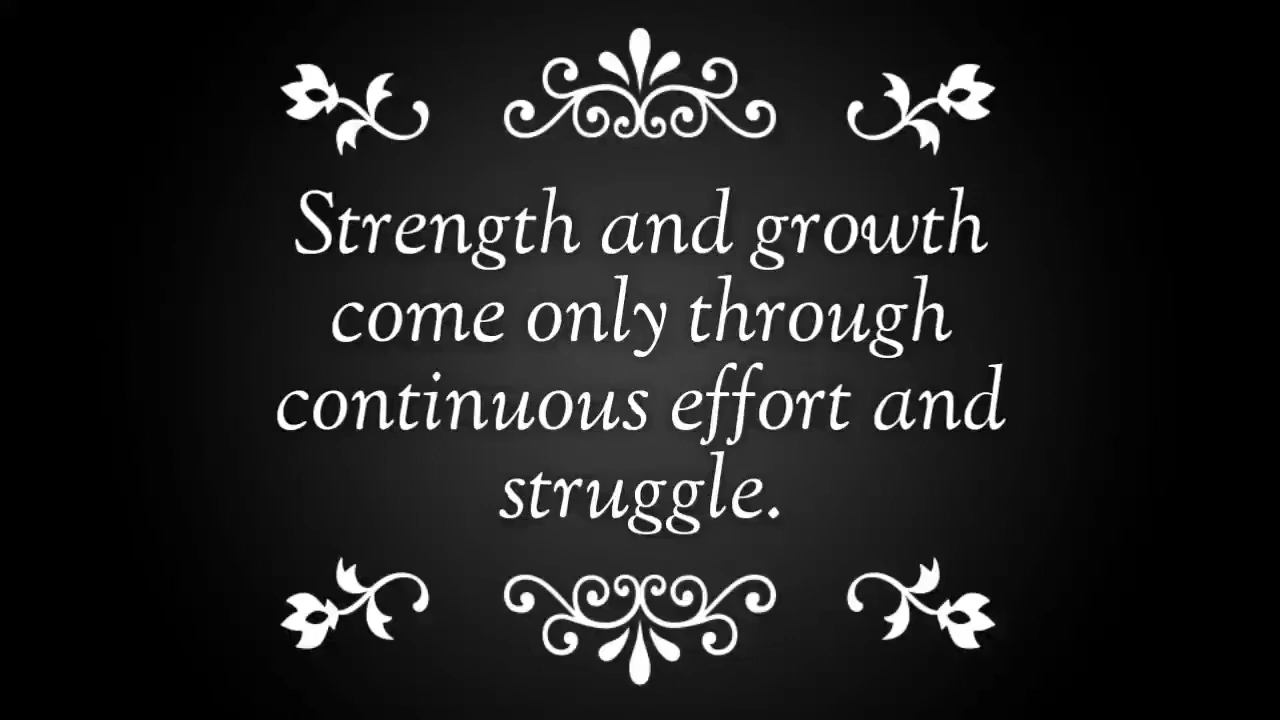 Strength and growth
come only through
continuous effort and
struggle.